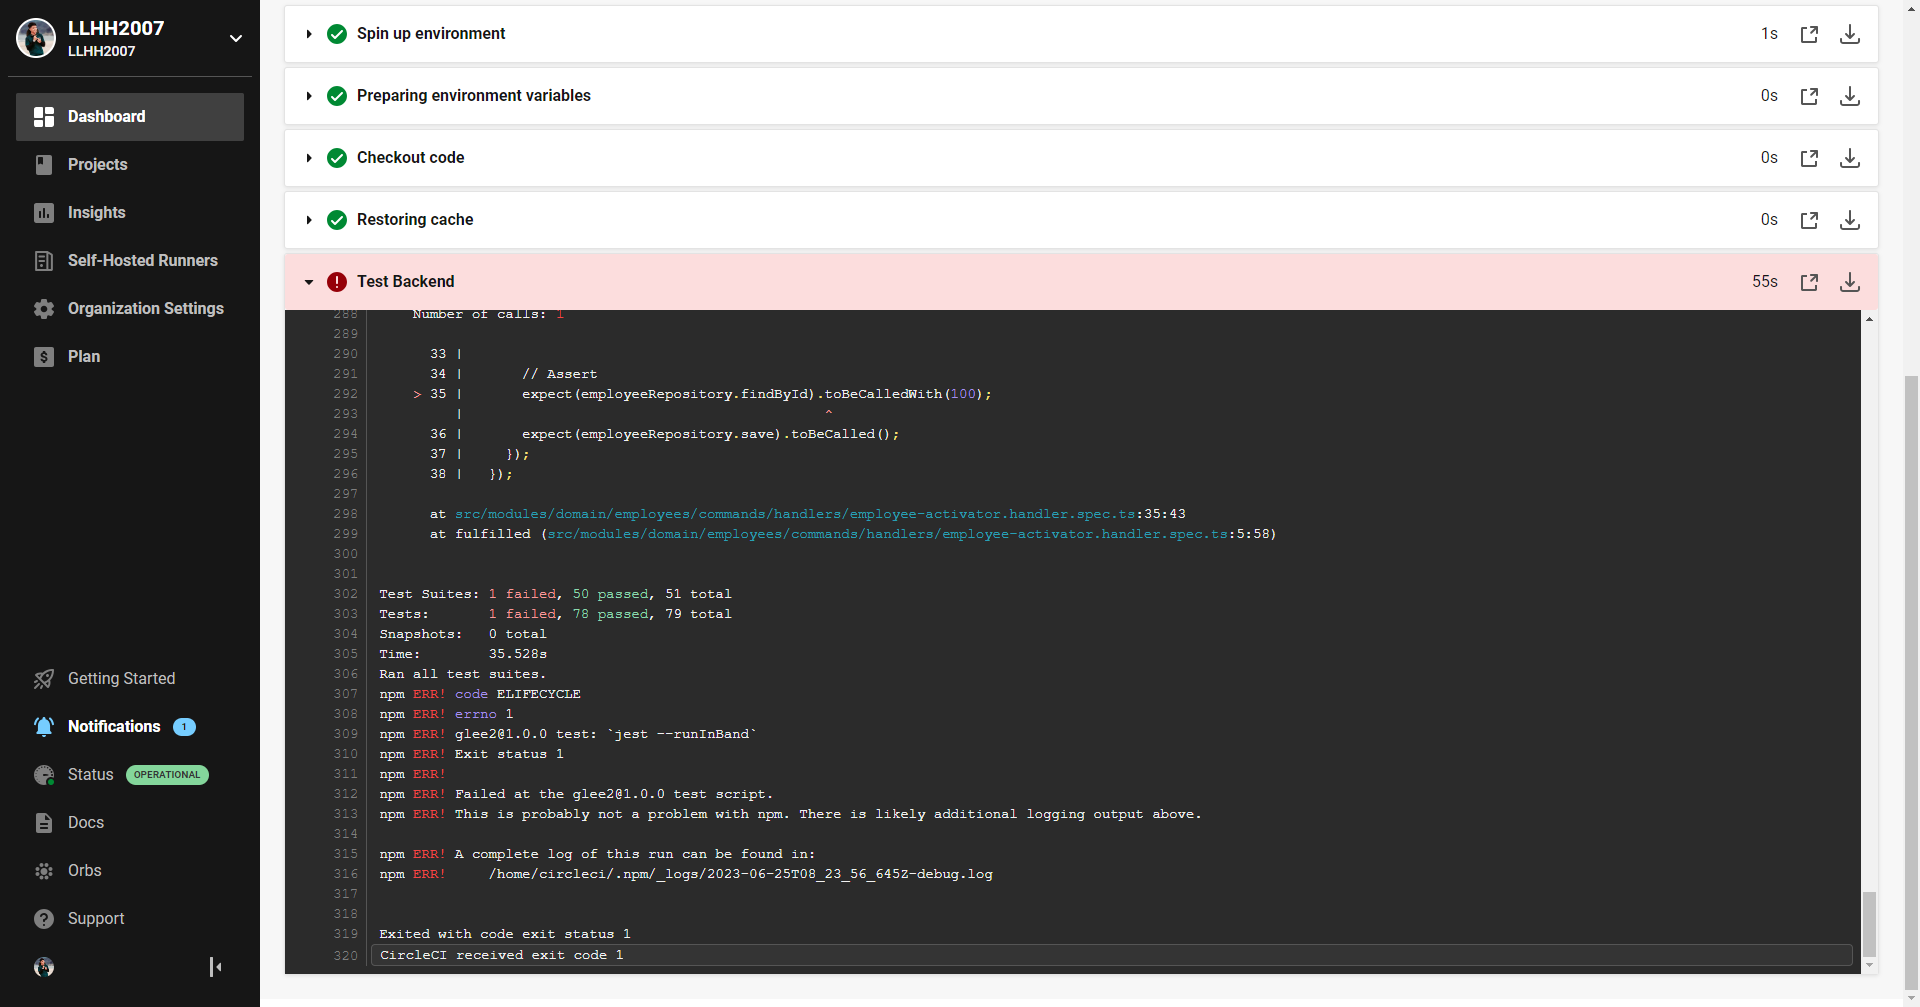 LLHH2007
LLHH2007
Dashboard
Projects
Insights
Self-Hosted Runners
Organization Settings
Plan
Getting Started
Notifications 1
Status OPERATIONAL
Docs
Orbs
Support
Spin up environment 1s
Preparing environment variables 0s
Checkout code 0s
Restoring cache 0s
Test Backend 55s
288 Number of calls: 1
289
290 33 |
291 34 | // Assert
292 > 35 | expect(employeeRepository.findById).toBeCalledWith(100);
293 | ^
294 36 | expect(employeeRepository.save).toBeCalled();
295 37 | });
296 38 | });
297
298 at src/modules/domain/employees/commands/handlers/employee-activator.handler.spec.ts:35:43
299 at fulfilled (src/modules/domain/employees/commands/handlers/employee-activator.handler.spec.ts:5:58)
300
301
302 Test Suites: 1 failed, 50 passed, 51 total
303 Tests: 1 failed, 78 passed, 79 total
304 Snapshots: 0 total
305 Time: 35.528s
306 Ran all test suites.
307 npm ERR! code ELIFECYCLE
308 npm ERR! errno 1
309 npm ERR! glee2@1.0.0 test: `jest --runInBand`
310 npm ERR! Exit status 1
311 npm ERR!
312 npm ERR! Failed at the glee2@1.0.0 test script.
313 npm ERR! This is probably not a problem with npm. There is likely additional logging output above.
314
315 npm ERR! A complete log of this run can be found in:
316 npm ERR! /home/circleci/.npm/_logs/2023-06-25T08_23_56_645Z-debug.log
317
318
319 Exited with code exit status 1
320 CircleCI received exit code 1